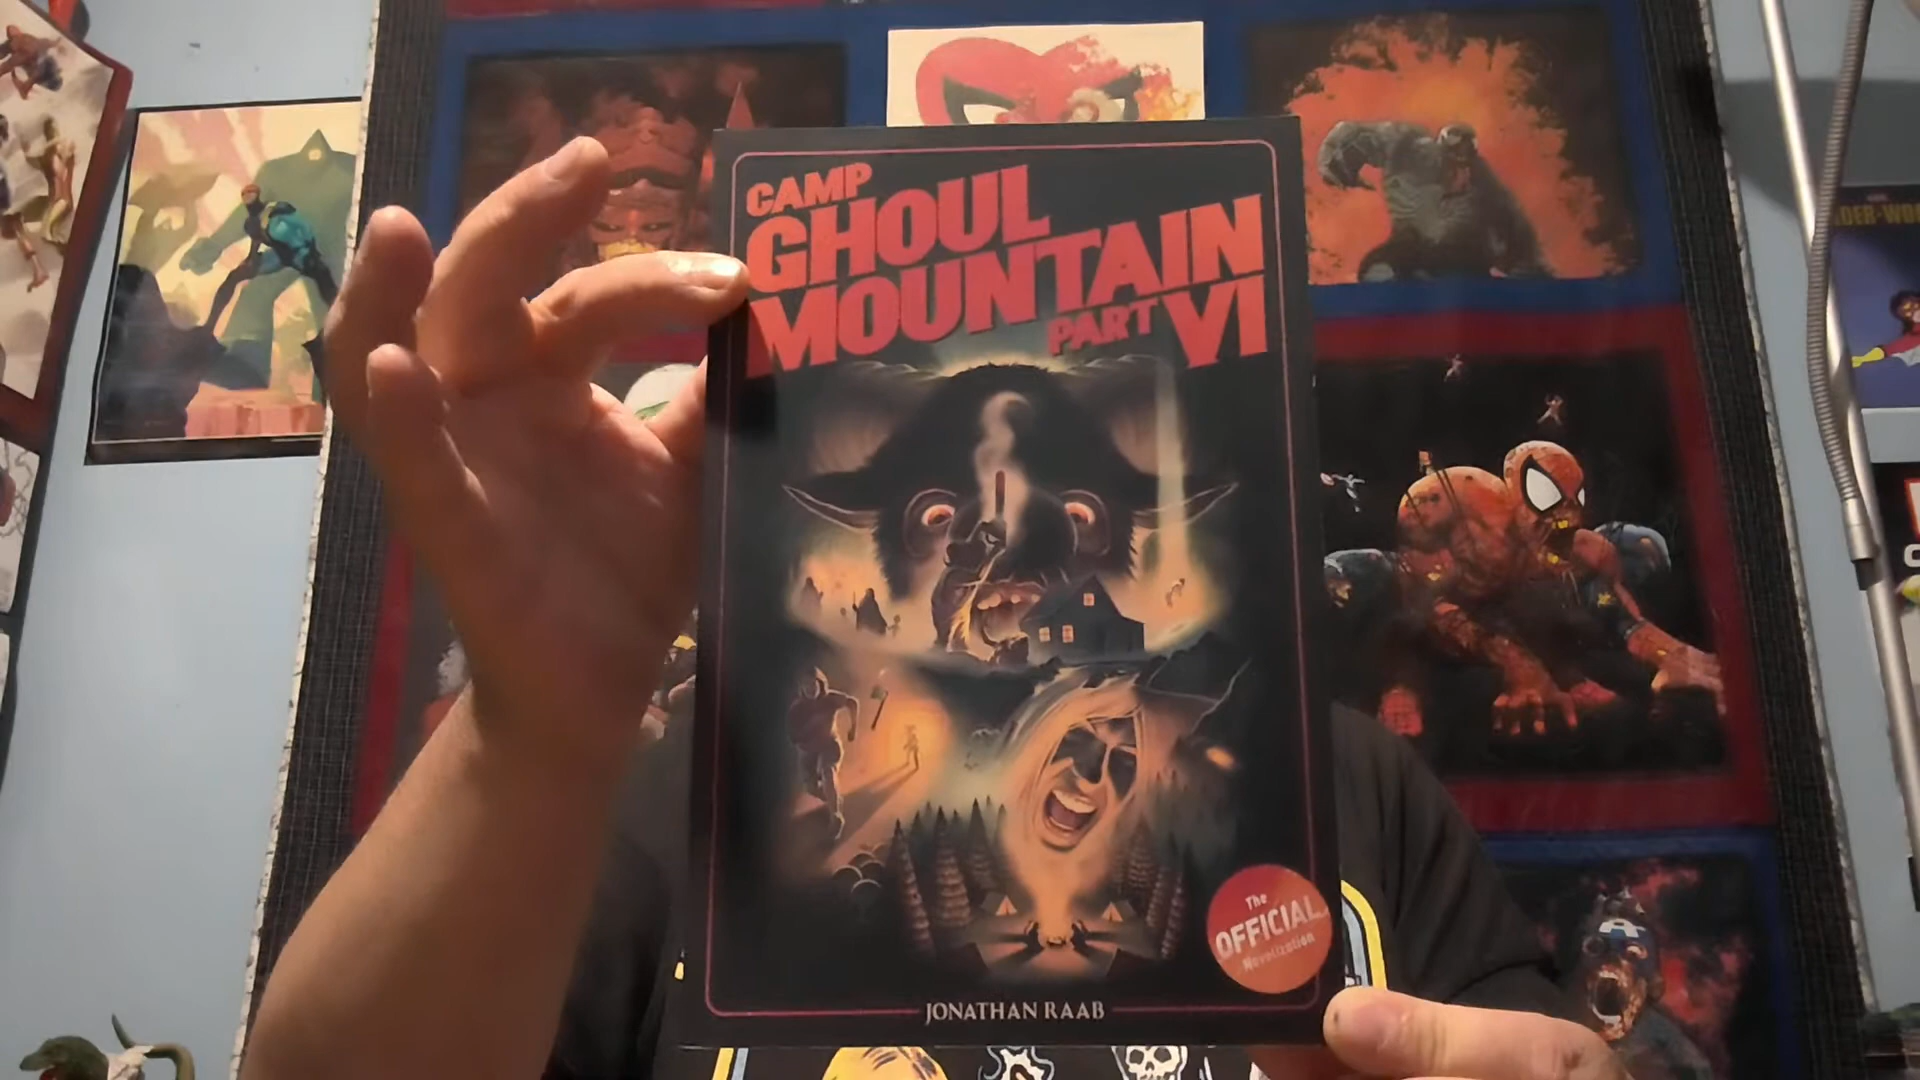 CAMP
GHOUL
MOUNTAIN
PART VI
The
OFFICIAL
Novelization
JONATHAN RAAB